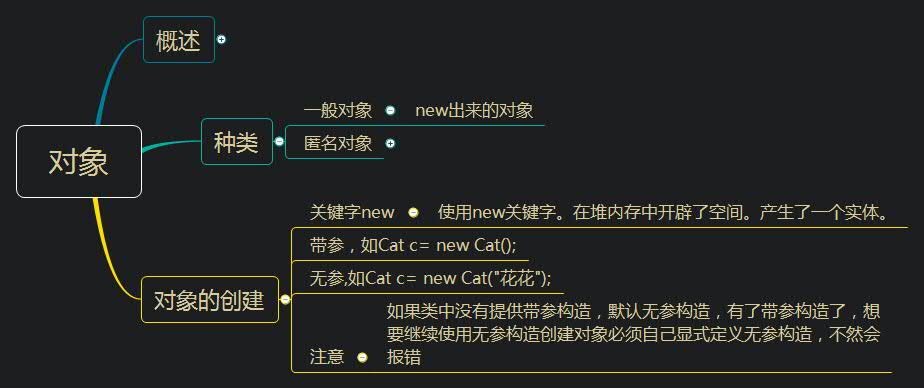 概述
一般对象
new出来的对象
种类
匿名对象
对象
关键字new
使用new关键字。在堆内存中开辟了空间。产生了一个实体。
带参，如Cat c= new Cat();
无参,如Cat c= new Cat("花花");
对象的创建
如果类中没有提供带参构造，默认无参构造，有了带参构造了，想
要继续使用无参构造创建对象必须自己显式定义无参构造，不然会
报错
注意